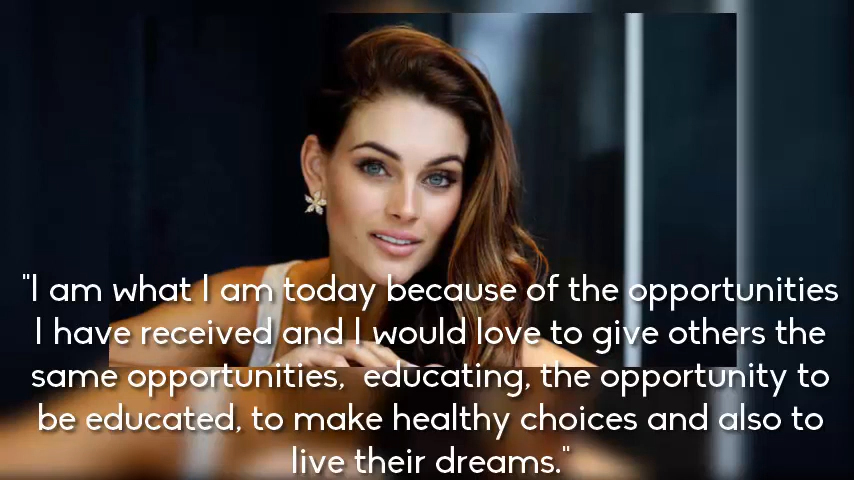 "I am what I am today because of the opportunities
I have received and I would love to give others the
same opportunities,  educating, the opportunity to
be educated, to make healthy choices and also to
live their dreams."